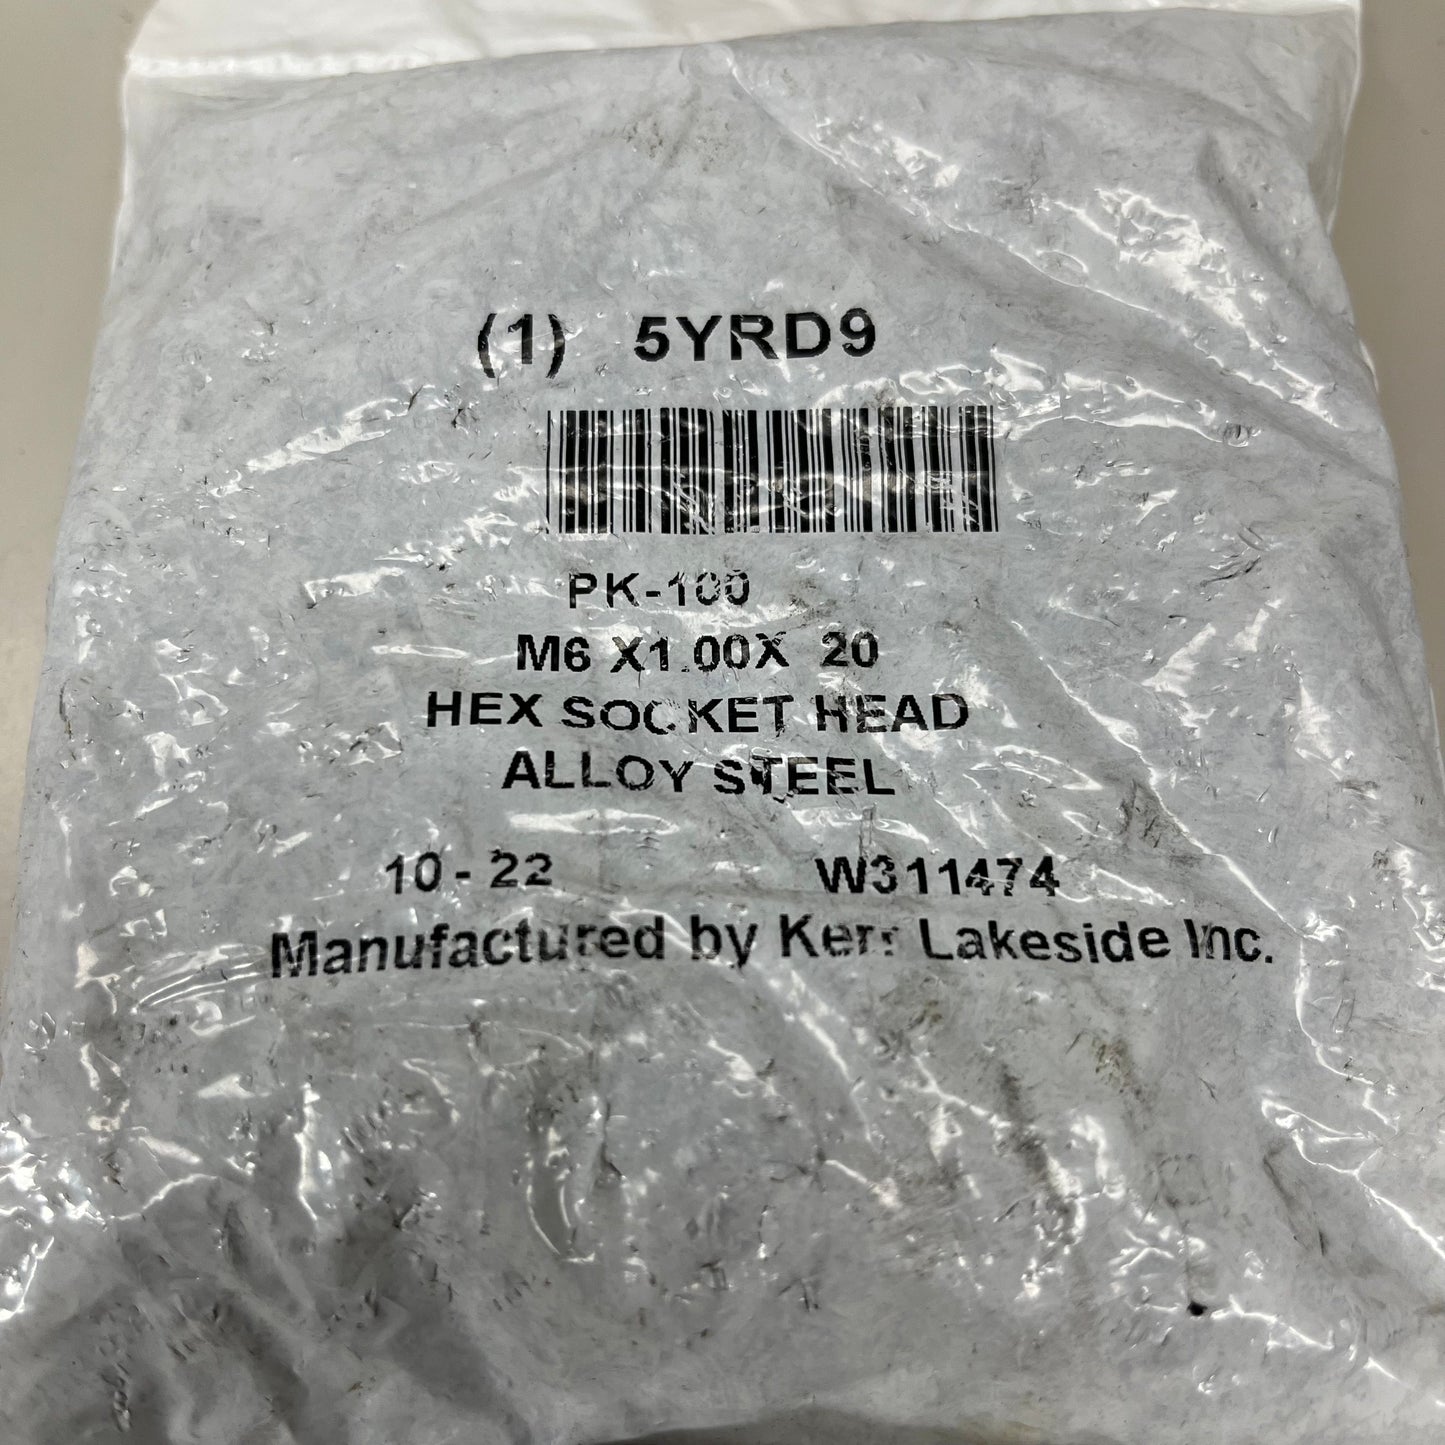 (1) 5YRD9
PK-100
M6 X1.00X 20
HEX SOCKET HEAD
ALLOY STEEL
10 - 22 W311474
Manufactured by Kerr Lakeside Inc.